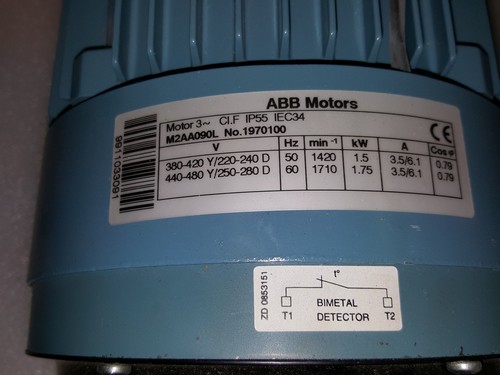 ABB Motors
Motor 3~ Cl.F IP55 IEC34
M2AA090L No.1970100
CE
V Hz min⁻¹ kW A Cos φ
380-420 Y/220-240 D 50 1420 1.5 3.5/6.1 0.79
440-480 Y/250-280 D 60 1710 1.75 3.5/6.1 0.79
9911033091
ZD 0853151
t°
T1 BIMETAL DETECTOR T2